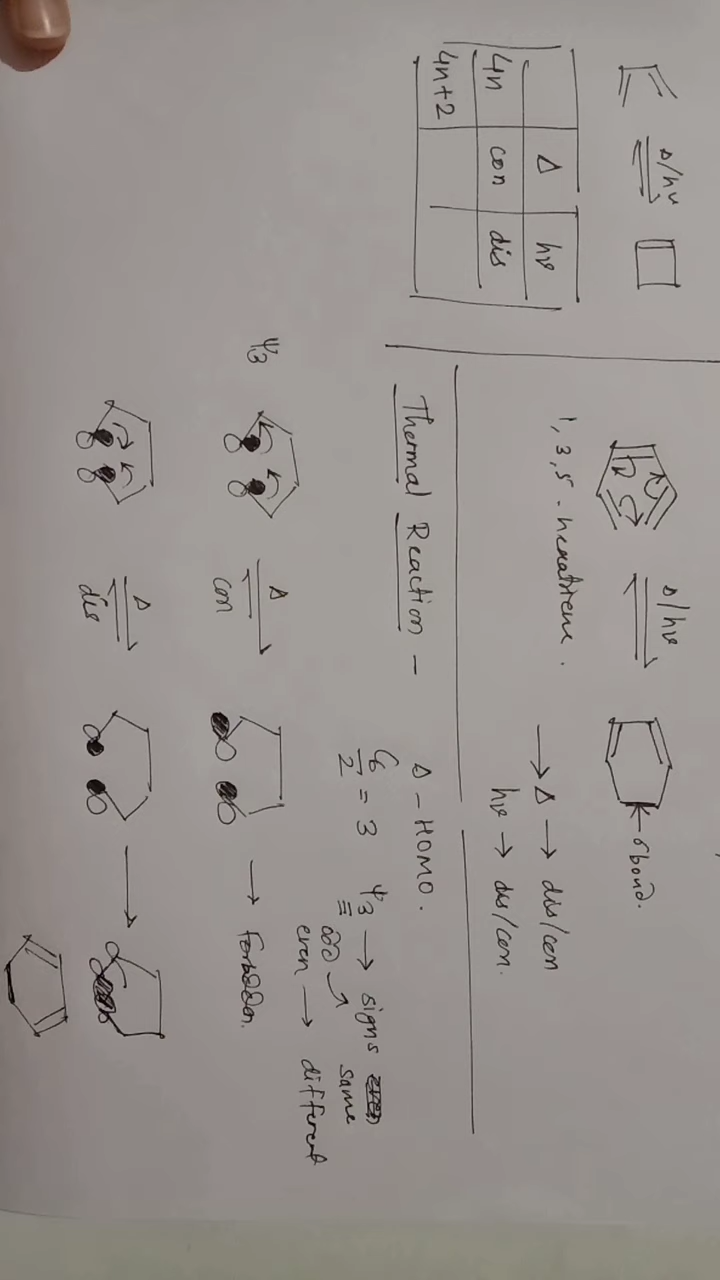 Δ/hν
Δ hν
4n con dis
4n+2
Δ/hν
σbond.
1,3,5-hexatriene.
→ Δ → dis/con
hν → dis/con.
Thermal Reaction -
Δ - HOMO.
6/2 = 3 Ψ3 → signs same
odd
even → different
Ψ3
Δ
con
→ Forbidden.
Δ
dis